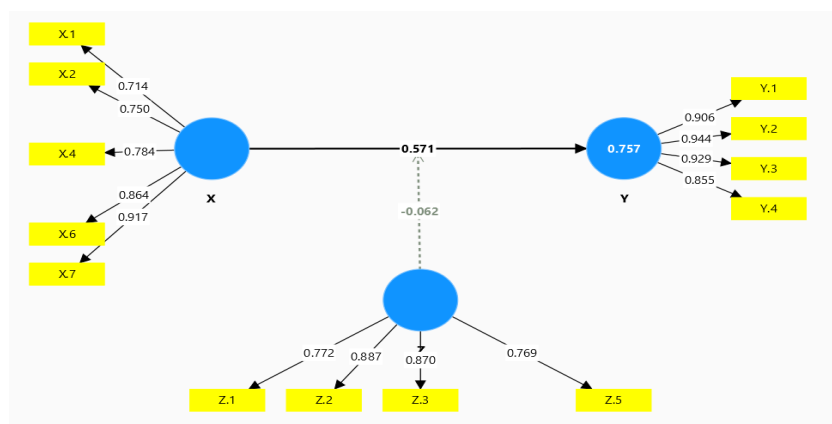 X.1
X.2
X.4
X.6
X.7
0.714
0.750
0.784
0.864
0.917
X
0.571
-0.062
0.757
Y
0.906
0.944
0.929
0.855
Y.1
Y.2
Y.3
Y.4
Z
0.772
0.887
0.870
0.769
Z.1
Z.2
Z.3
Z.5